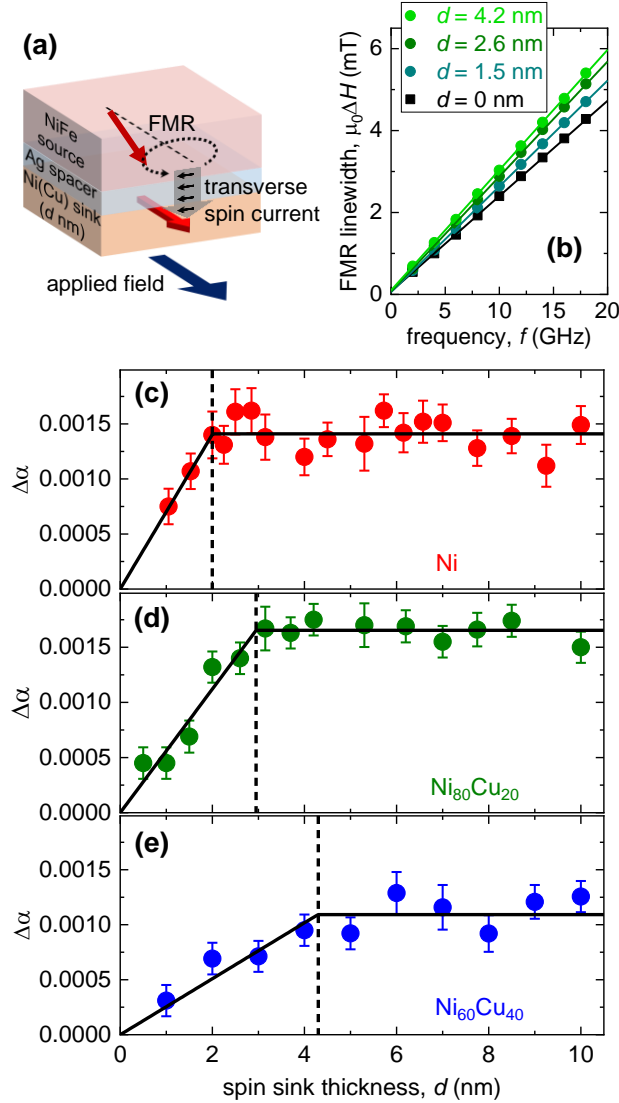 (a)
NiFe
source
Ag spacer
Ni(Cu) sink
(d nm)
FMR
transverse
spin current
applied field
d = 4.2 nm
d = 2.6 nm
d = 1.5 nm
d = 0 nm
FMR linewidth, μ₀ΔH (mT)
6
4
2
0
(b)
0 5 10 15 20
frequency, f (GHz)
(c)
Δα
0.0015
0.0010
0.0005
0.0000
Ni
(d)
Δα
0.0015
0.0010
0.0005
0.0000
Ni₈₀Cu₂₀
(e)
Δα
0.0015
0.0010
0.0005
0.0000
Ni₆₀Cu₄₀
0 2 4 6 8 10
spin sink thickness, d (nm)